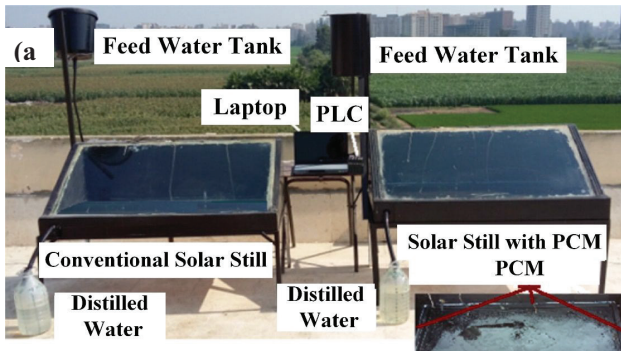 (a
Feed Water Tank
Feed Water Tank
Laptop
PLC
Conventional Solar Still
Solar Still with PCM
PCM
Distilled
Water
Distilled
Water